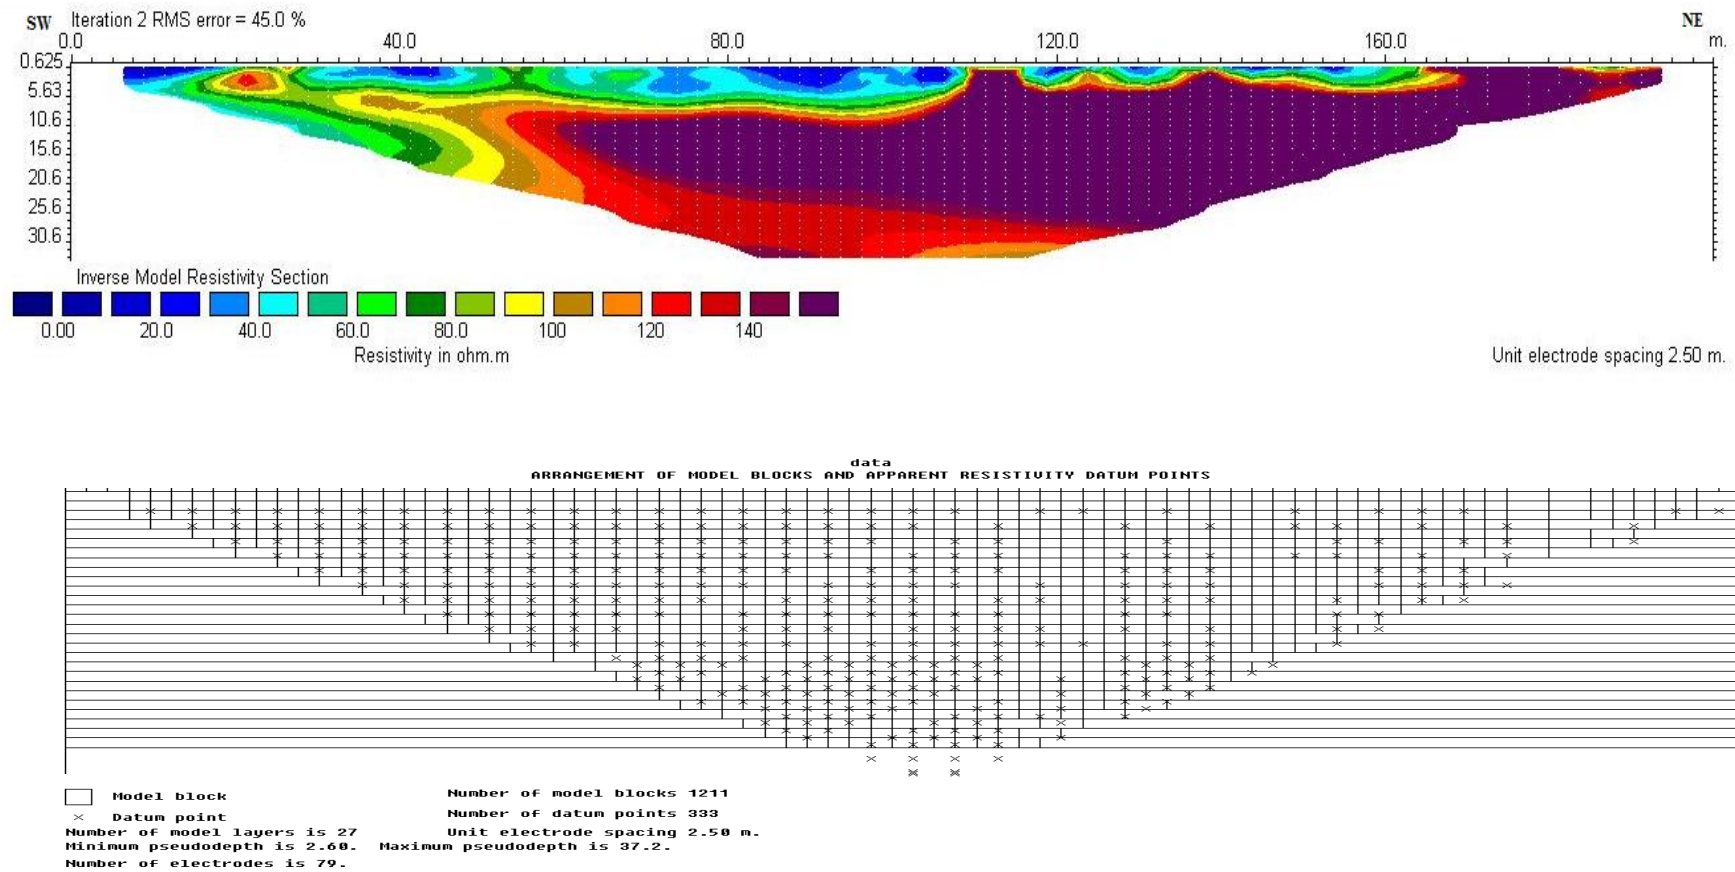 SW Iteration 2 RMS error = 45.0 % NE
0.0 40.0 80.0 120.0 160.0 m.
0.625
5.63
10.6
15.6
20.6
25.6
30.6
Inverse Model Resistivity Section
0.00 20.0 40.0 60.0 80.0 100 120 140
Resistivity in ohm.m
Unit electrode spacing 2.50 m.
data
ARRANGEMENT OF MODEL BLOCKS AND APPARENT RESISTIVITY DATUM POINTS
Model block Number of model blocks 1211
Datum point Number of datum points 333
Number of model layers is 27 Unit electrode spacing 2.50 m.
Minimum pseudodepth is 2.60. Maximum pseudodepth is 37.2.
Number of electrodes is 79.